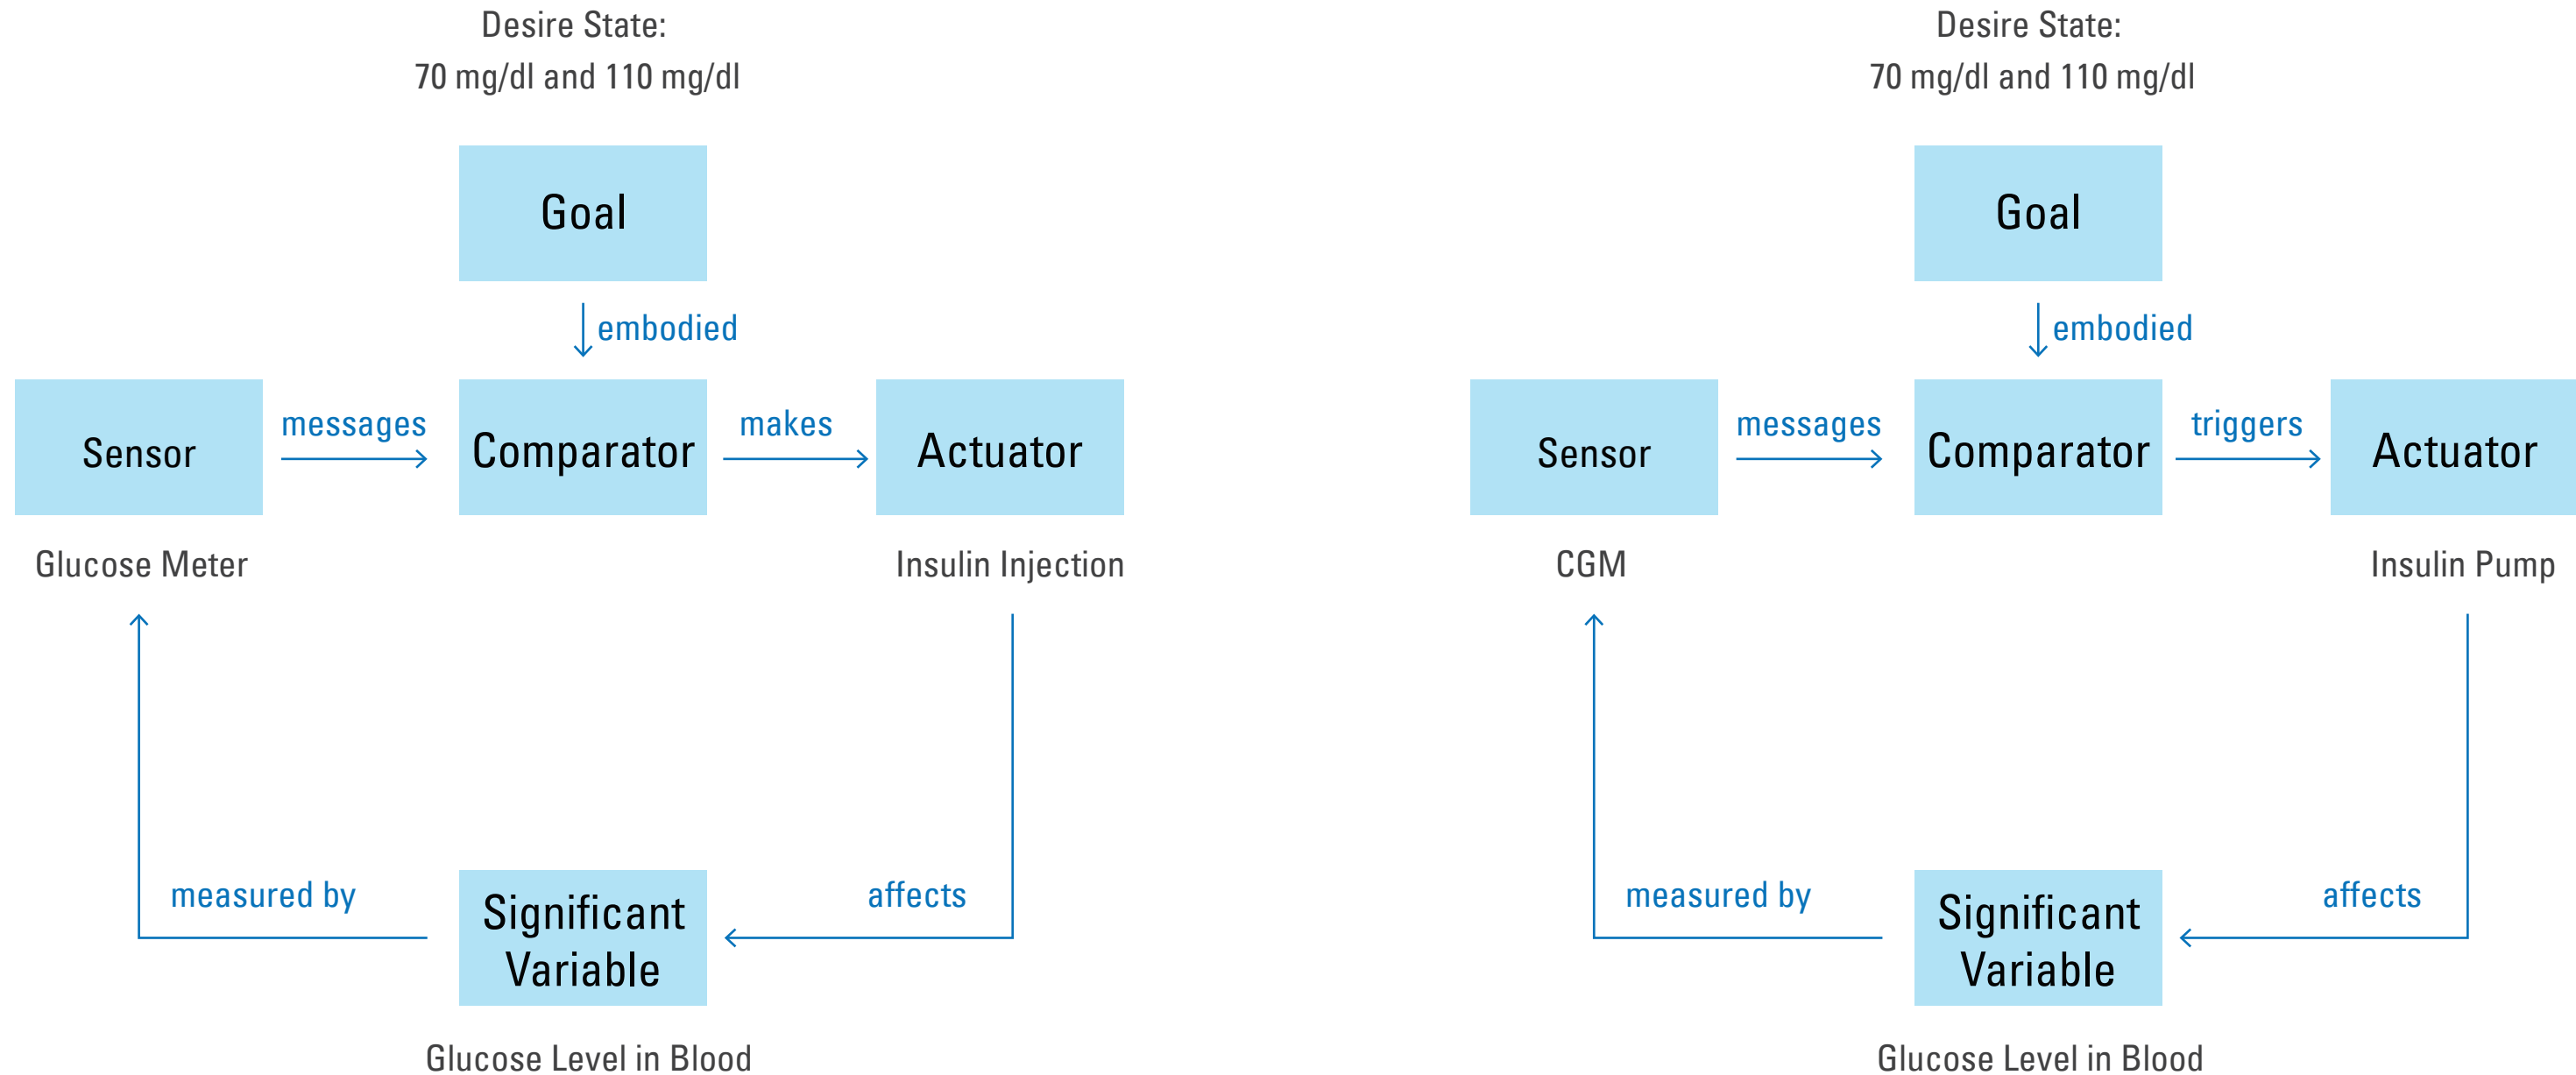 Desire State:
70 mg/dl and 110 mg/dl
Goal
embodied
Sensor
messages
Comparator
makes
Actuator
Glucose Meter
Insulin Injection
measured by
affects
Significant
Variable
Glucose Level in Blood
Desire State:
70 mg/dl and 110 mg/dl
Goal
embodied
Sensor
messages
Comparator
triggers
Actuator
CGM
Insulin Pump
measured by
affects
Significant
Variable
Glucose Level in Blood